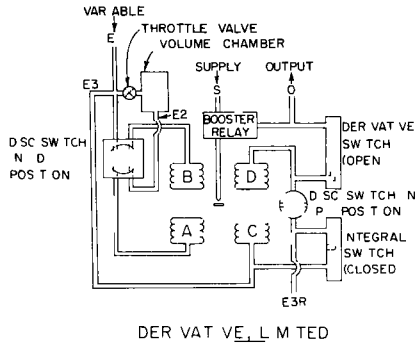 VAR ABLE
E
THROTTLE VALVE
VOLUME CHAMBER
SUPPLY
OUTPUT
E3
S
O
E2
BOOSTER
RELAY
DER VAT VE
SW TCH
(OPEN
D SC SW TCH
N D
POS T ON
B
D
D SC SW TCH N
P POS T ON
A
C
NTEGRAL
SW TCH
(CLOSED
E3R
DER VAT VE, L M TED